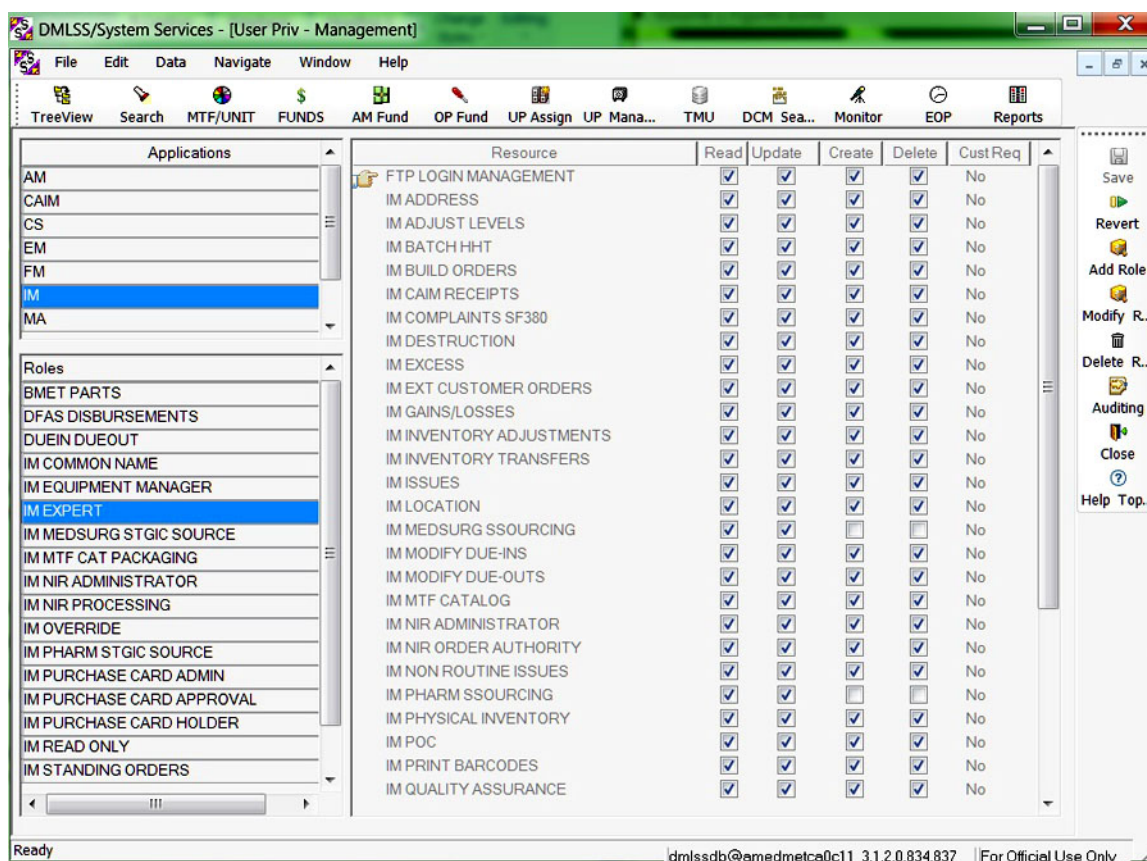 DMLSS/System Services - [User Priv - Management]
File Edit Data Navigate Window Help
TreeView Search MTF/UNIT FUNDS AM Fund OP Fund UP Assign UP Mana... TMU DCM Sea... Monitor EOP Reports
Applications
AM
CAIM
CS
EM
FM
IM
MA
Roles
BMET PARTS
DFAS DISBURSEMENTS
DUEIN DUEOUT
IM COMMON NAME
IM EQUIPMENT MANAGER
IM EXPERT
IM MEDSURG STGIC SOURCE
IM MTF CAT PACKAGING
IM NIR ADMINISTRATOR
IM NIR PROCESSING
IM OVERRIDE
IM PHARM STGIC SOURCE
IM PURCHASE CARD ADMIN
IM PURCHASE CARD APPROVAL
IM PURCHASE CARD HOLDER
IM READ ONLY
IM STANDING ORDERS
Resource Read Update Create Delete Cust Req
FTP LOGIN MANAGEMENT No
IM ADDRESS No
IM ADJUST LEVELS No
IM BATCH HHT No
IM BUILD ORDERS No
IM CAIM RECEIPTS No
IM COMPLAINTS SF380 No
IM DESTRUCTION No
IM EXCESS No
IM EXT CUSTOMER ORDERS No
IM GAINS/LOSSES No
IM INVENTORY ADJUSTMENTS No
IM INVENTORY TRANSFERS No
IM ISSUES No
IM LOCATION No
IM MEDSURG SSOURCING No
IM MODIFY DUE-INS No
IM MODIFY DUE-OUTS No
IM MTF CATALOG No
IM NIR ADMINISTRATOR No
IM NIR ORDER AUTHORITY No
IM NON ROUTINE ISSUES No
IM PHARM SSOURCING No
IM PHYSICAL INVENTORY No
IM POC No
IM PRINT BARCODES No
IM QUALITY ASSURANCE No
Save
Revert
Add Role
Modify R..
Delete R..
Auditing
Close
Help Top..
Ready
dmlssdb@amedmetca0c11 3.1.2.0.834.837 For Official Use Only